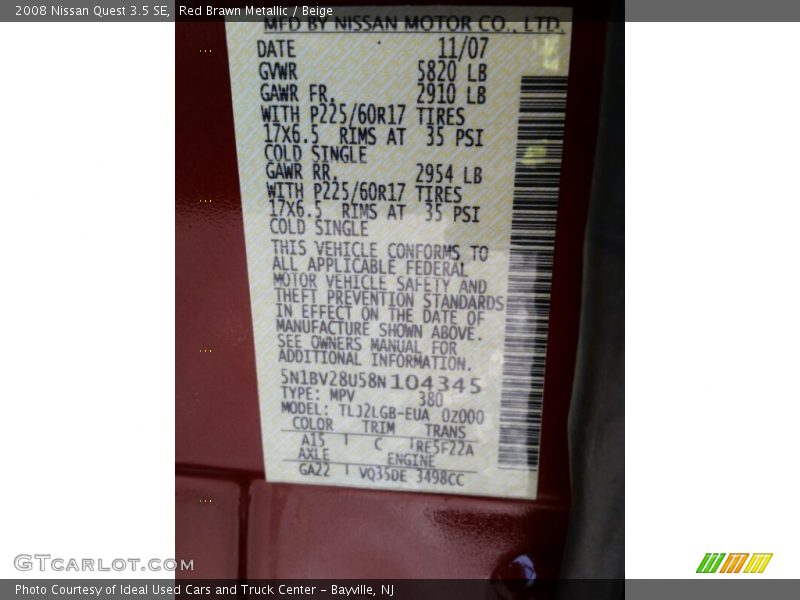 2008 Nissan Quest 3.5 SE, Red Brawn Metallic / Beige
MFD BY NISSAN MOTOR CO., LTD.
DATE 11/07
GVWR 5820 LB
GAWR FR. 2910 LB
WITH P225/60R17 TIRES
17X6.5 RIMS AT 35 PSI
COLD SINGLE
GAWR RR. 2954 LB
WITH P225/60R17 TIRES
17X6.5 RIMS AT 35 PSI
COLD SINGLE
THIS VEHICLE CONFORMS TO
ALL APPLICABLE FEDERAL
MOTOR VEHICLE SAFETY AND
THEFT PREVENTION STANDARDS
IN EFFECT ON THE DATE OF
MANUFACTURE SHOWN ABOVE.
SEE OWNERS MANUAL FOR
ADDITIONAL INFORMATION.
5N1BV28U58N104345
TYPE: MPV 380
MODEL: TLJ2LGB-EUA 0Z000
COLOR TRIM TRANS
A15 C RE5F22A
AXLE ENGINE
GA22 VQ35DE 3498CC
GTCARLOT.COM
Photo Courtesy of Ideal Used Cars and Truck Center - Bayville, NJ